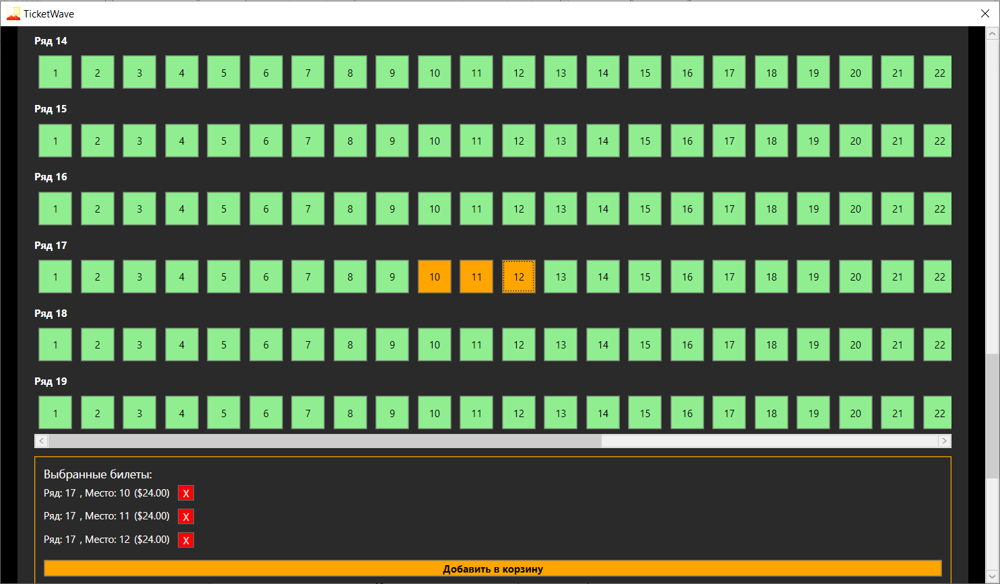 TicketWave
Ряд 14
1 2 3 4 5 6 7 8 9 10 11 12 13 14 15 16 17 18 19 20 21 22
Ряд 15
1 2 3 4 5 6 7 8 9 10 11 12 13 14 15 16 17 18 19 20 21 22
Ряд 16
1 2 3 4 5 6 7 8 9 10 11 12 13 14 15 16 17 18 19 20 21 22
Ряд 17
1 2 3 4 5 6 7 8 9 10 11 12 13 14 15 16 17 18 19 20 21 22
Ряд 18
1 2 3 4 5 6 7 8 9 10 11 12 13 14 15 16 17 18 19 20 21 22
Ряд 19
1 2 3 4 5 6 7 8 9 10 11 12 13 14 15 16 17 18 19 20 21 22
Выбранные билеты:
Ряд: 17 , Место: 10 ($24.00) X
Ряд: 17 , Место: 11 ($24.00) X
Ряд: 17 , Место: 12 ($24.00) X
Добавить в корзину